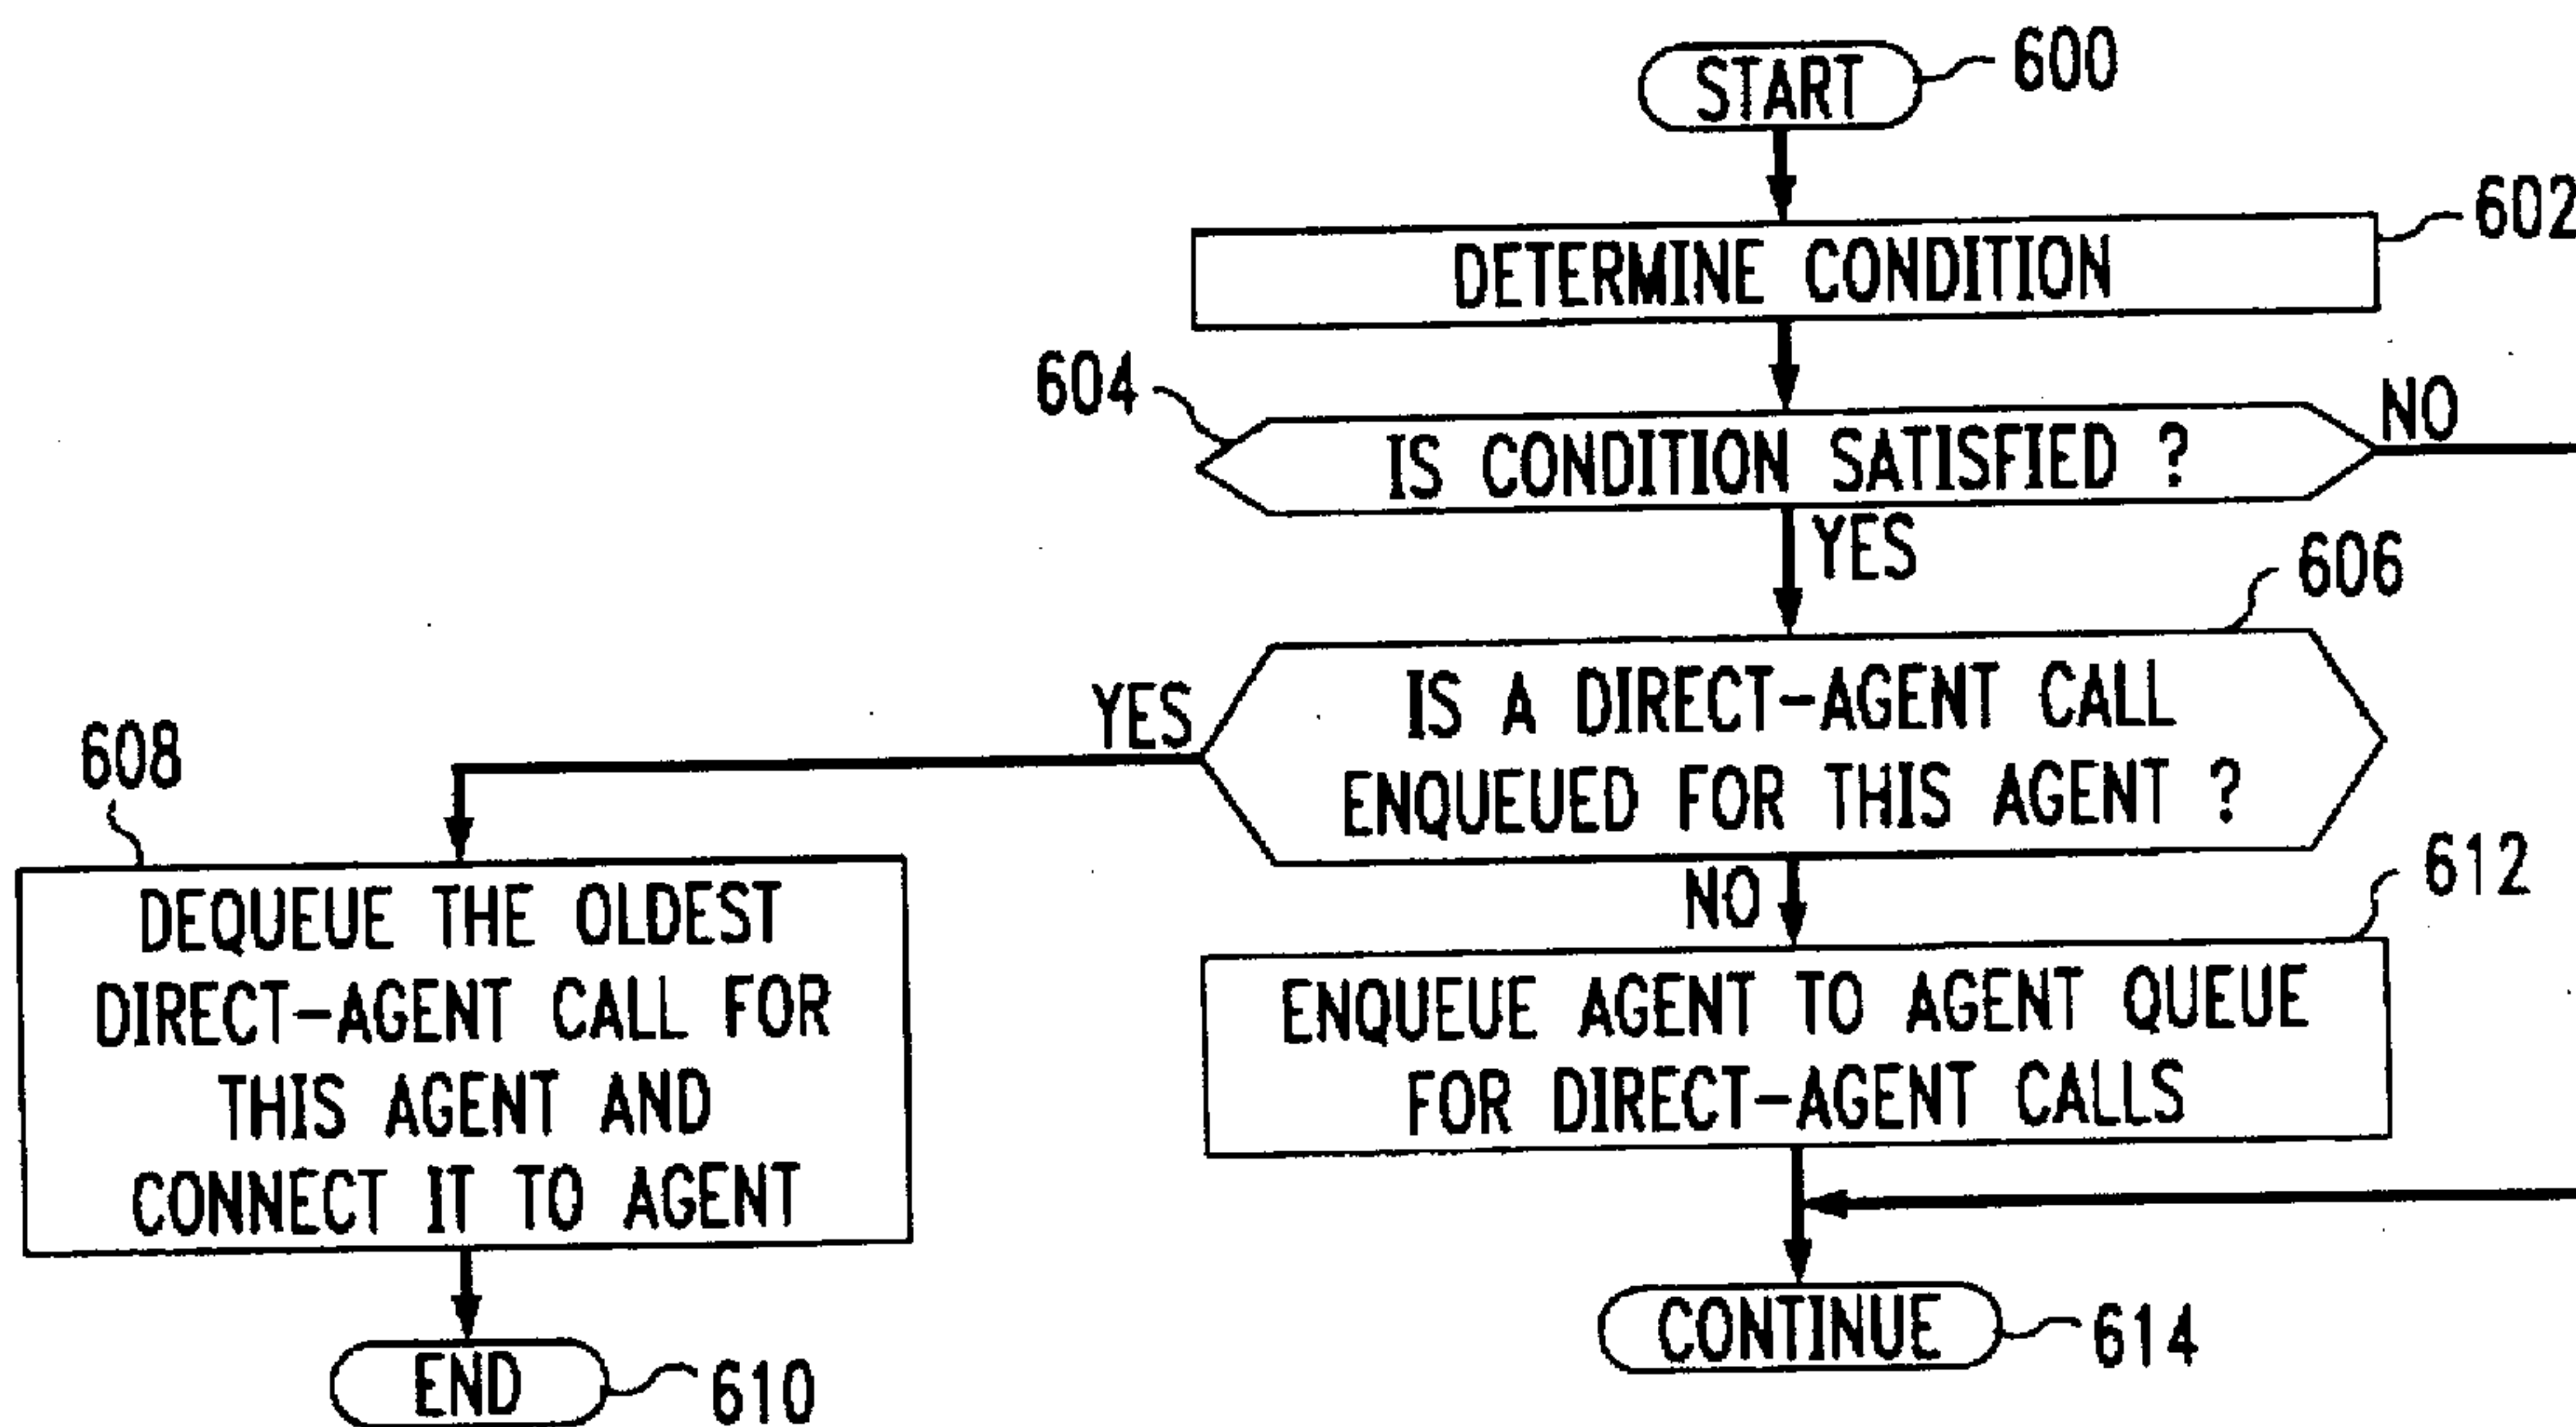 START
600
DETERMINE CONDITION
602
604
IS CONDITION SATISFIED ?
NO
YES
606
IS A DIRECT-AGENT CALL
ENQUEUED FOR THIS AGENT ?
YES
608
DEQUEUE THE OLDEST
DIRECT-AGENT CALL FOR
THIS AGENT AND
CONNECT IT TO AGENT
NO
612
ENQUEUE AGENT TO AGENT QUEUE
FOR DIRECT-AGENT CALLS
END
610
CONTINUE
614